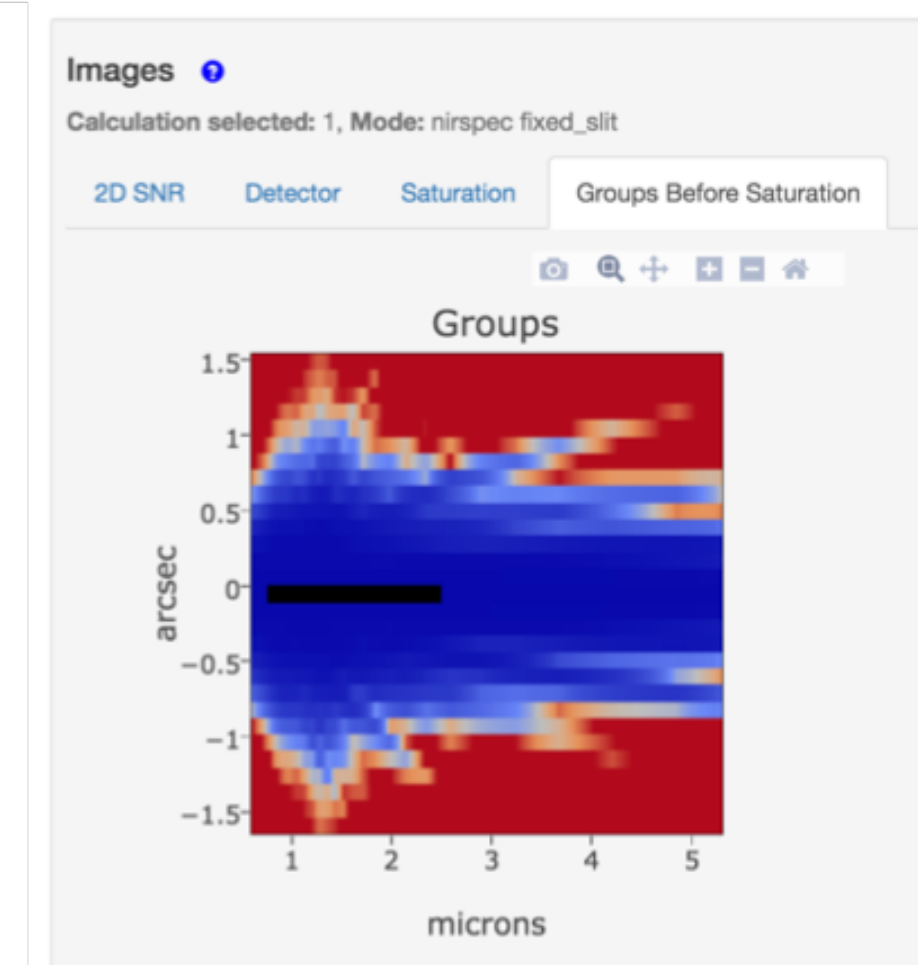 Images ?
Calculation selected: 1, Mode: nirspec fixed_slit
2D SNR Detector Saturation Groups Before Saturation
Groups
1.5
1
0.5
0
−0.5
−1
−1.5
arcsec
1 2 3 4 5
microns